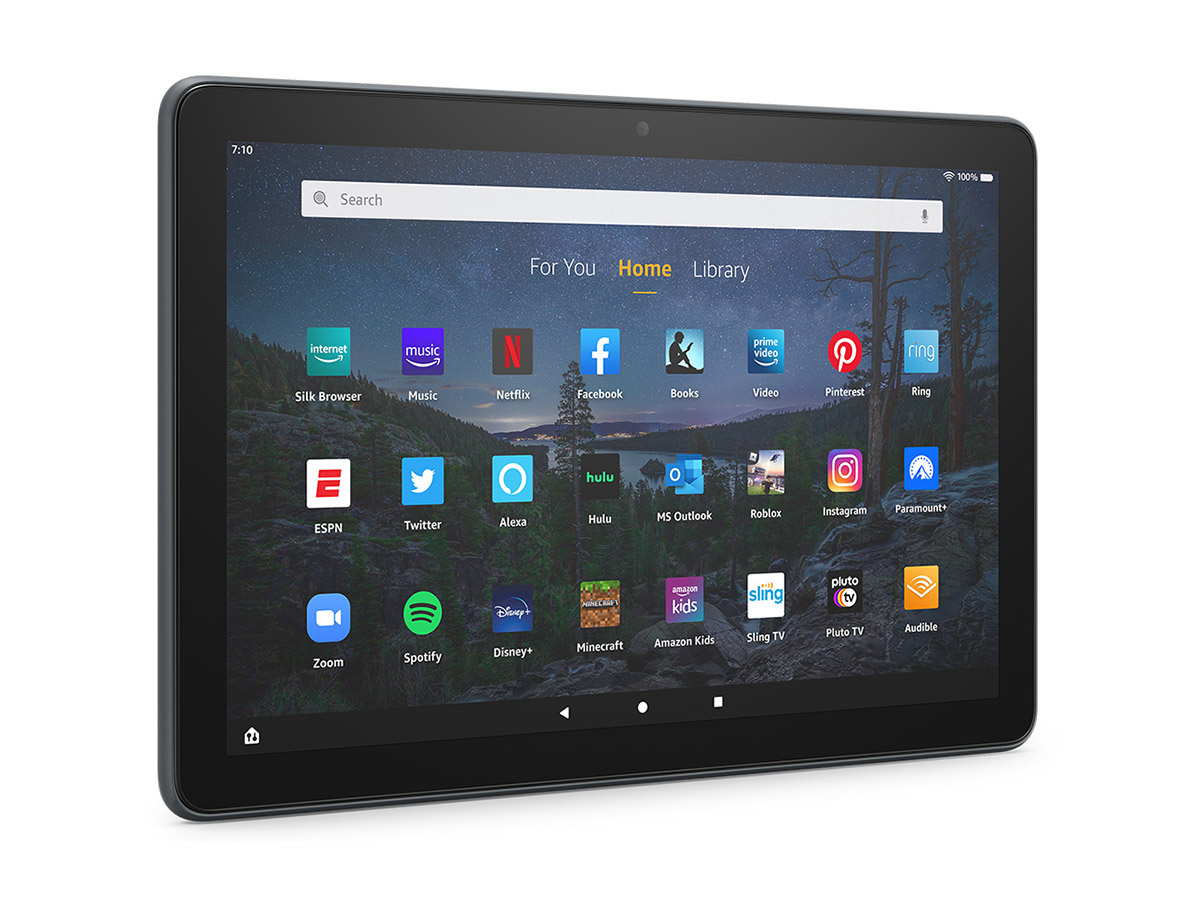 7:10
100%
Search
For You Home Library
internet
music
N
f
prime
video
P
ring
Silk Browser Music Netflix Facebook Books Video Pinterest Ring
E
hulu
O
ESPN Twitter Alexa Hulu MS Outlook Roblox Instagram Paramount+
Disney+
MINECRAFT
amazon
kids
sling
pluto
tv
Zoom Spotify Disney+ Minecraft Amazon Kids Sling TV Pluto TV Audible